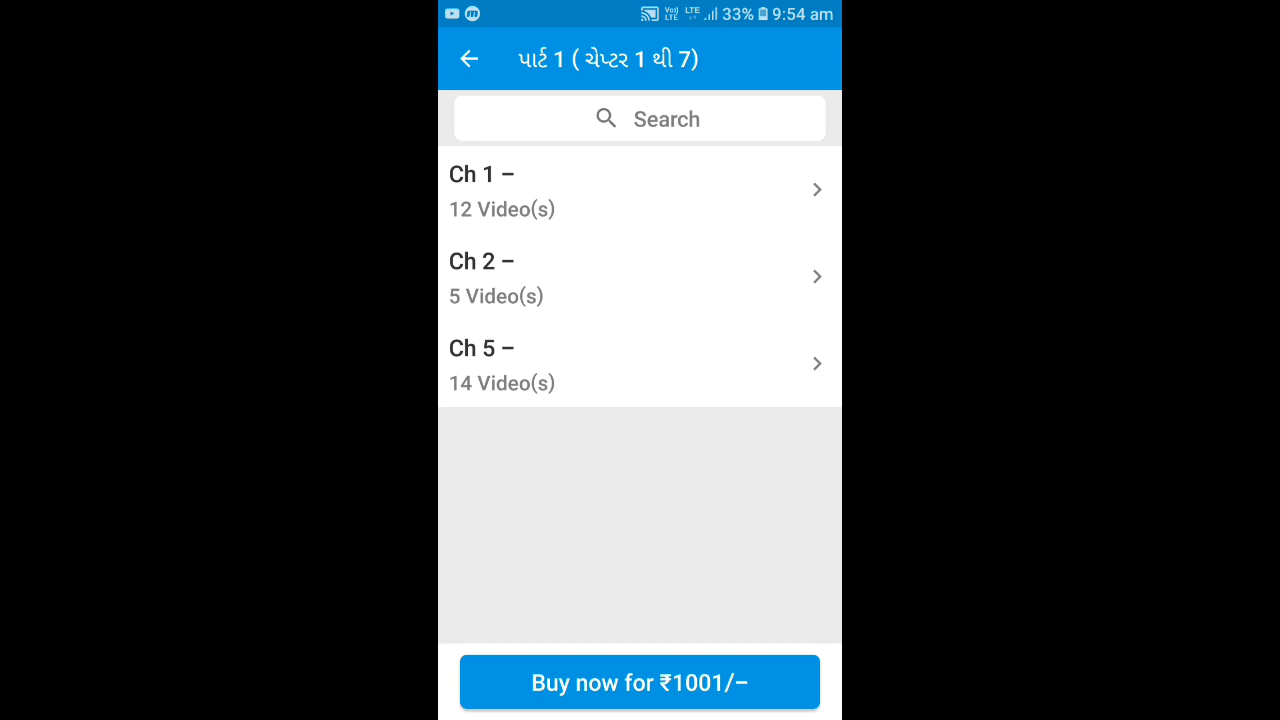 33% 9:54 am
પાર્ટ 1 ( ચેપ્ટર 1 થી 7)
Search
Ch 1 –
12 Video(s)
Ch 2 –
5 Video(s)
Ch 5 –
14 Video(s)
Buy now for ₹1001/–